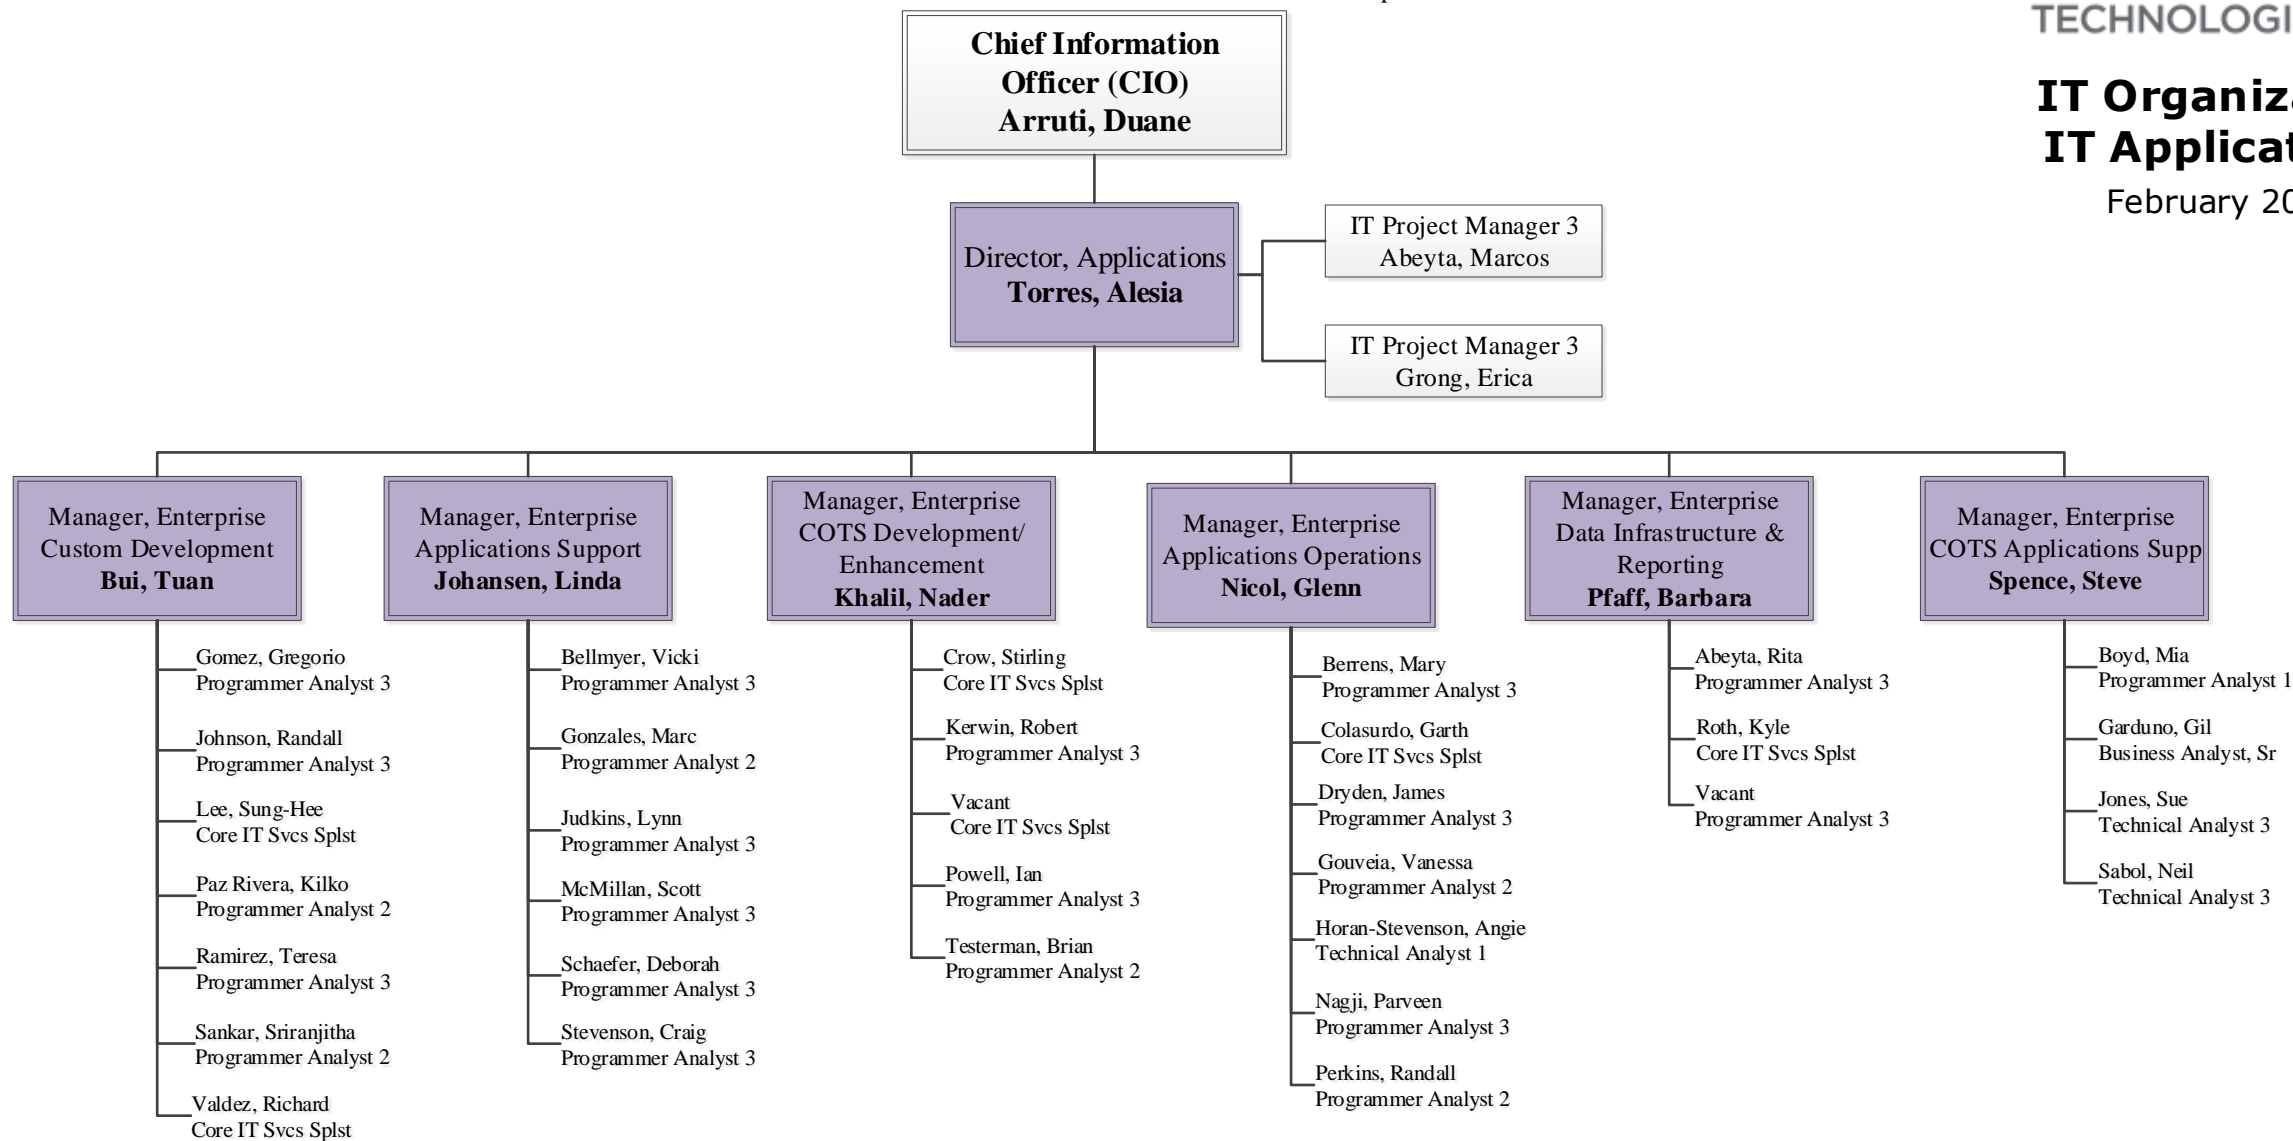 TECHNOLOGI
IT Organiza
IT Applicat
February 20
Chief Information
Officer (CIO)
Arruti, Duane
Director, Applications
Torres, Alesia
IT Project Manager 3
Abeyta, Marcos
IT Project Manager 3
Grong, Erica
Manager, Enterprise
Custom Development
Bui, Tuan
Gomez, Gregorio
Programmer Analyst 3
Johnson, Randall
Programmer Analyst 3
Lee, Sung-Hee
Core IT Svcs Splst
Paz Rivera, Kilko
Programmer Analyst 2
Ramirez, Teresa
Programmer Analyst 3
Sankar, Sriranjitha
Programmer Analyst 2
Valdez, Richard
Core IT Svcs Splst
Manager, Enterprise
Applications Support
Johansen, Linda
Bellmyer, Vicki
Programmer Analyst 3
Gonzales, Marc
Programmer Analyst 2
Judkins, Lynn
Programmer Analyst 3
McMillan, Scott
Programmer Analyst 3
Schaefer, Deborah
Programmer Analyst 3
Stevenson, Craig
Programmer Analyst 3
Manager, Enterprise
COTS Development/
Enhancement
Khalil, Nader
Crow, Stirling
Core IT Svcs Splst
Kerwin, Robert
Programmer Analyst 3
Vacant
Core IT Svcs Splst
Powell, Ian
Programmer Analyst 3
Testerman, Brian
Programmer Analyst 2
Manager, Enterprise
Applications Operations
Nicol, Glenn
Berrens, Mary
Programmer Analyst 3
Colasurdo, Garth
Core IT Svcs Splst
Dryden, James
Programmer Analyst 3
Gouveia, Vanessa
Programmer Analyst 2
Horan-Stevenson, Angie
Technical Analyst 1
Nagji, Parveen
Programmer Analyst 3
Perkins, Randall
Programmer Analyst 2
Manager, Enterprise
Data Infrastructure &
Reporting
Pfaff, Barbara
Abeyta, Rita
Programmer Analyst 3
Roth, Kyle
Core IT Svcs Splst
Vacant
Programmer Analyst 3
Manager, Enterprise
COTS Applications Supp
Spence, Steve
Boyd, Mia
Programmer Analyst 1
Garduno, Gil
Business Analyst, Sr
Jones, Sue
Technical Analyst 3
Sabol, Neil
Technical Analyst 3